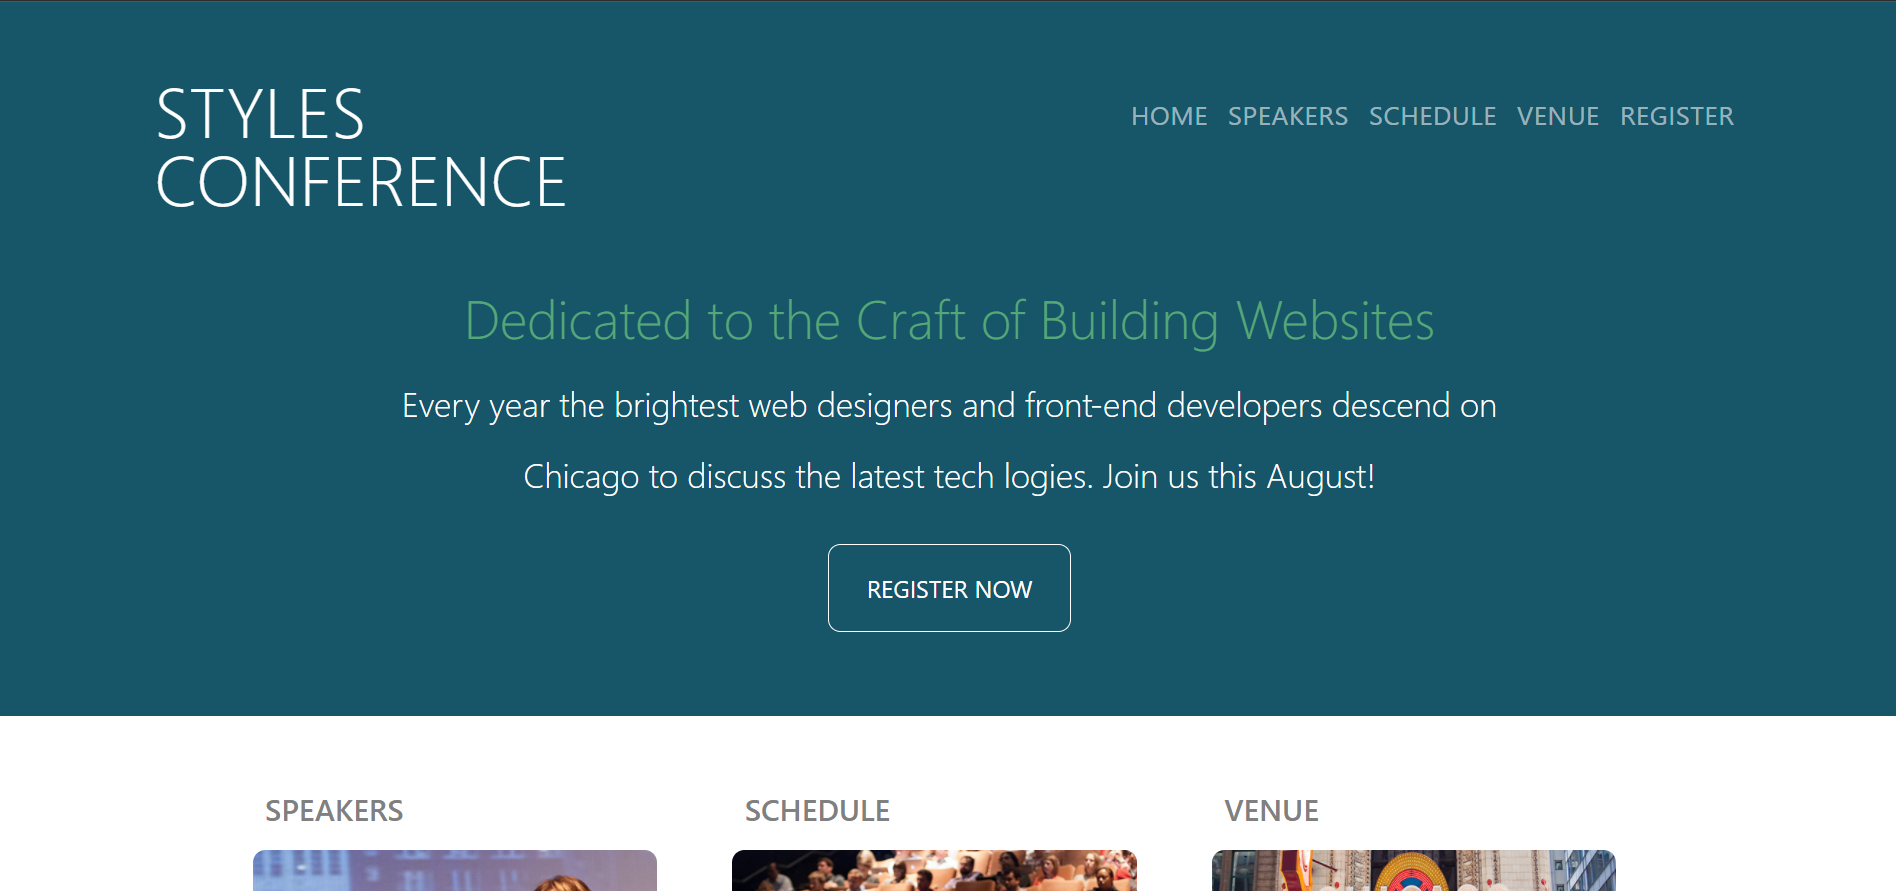 STYLES
CONFERENCE
HOME SPEAKERS SCHEDULE VENUE REGISTER
Dedicated to the Craft of Building Websites
Every year the brightest web designers and front-end developers descend on
Chicago to discuss the latest tech logies. Join us this August!
REGISTER NOW
SPEAKERS
SCHEDULE
VENUE